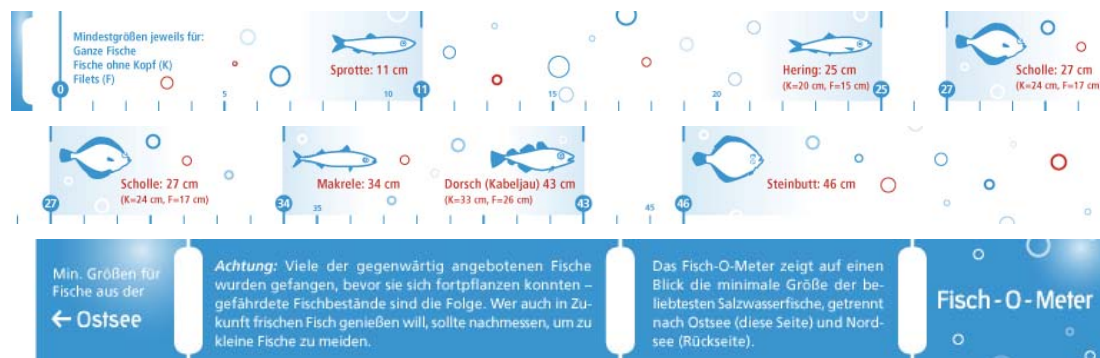 Mindestgrößen jeweils für:
Ganze Fische
Fische ohne Kopf (K)
Filets (F)
Sprotte: 11 cm
Hering: 25 cm
(K=20 cm, F=15 cm)
Scholle: 27 cm
(K=24 cm, F=17 cm)
0
5
10
11
15
20
25
27
Scholle: 27 cm
(K=24 cm, F=17 cm)
Makrele: 34 cm
Dorsch (Kabeljau) 43 cm
(K=33 cm, F=26 cm)
Steinbutt: 46 cm
27
34
35
43
45
46
Min. Größen für
Fische aus der
← Ostsee
Achtung: Viele der gegenwärtig angebotenen Fische
wurden gefangen, bevor sie sich fortpflanzen konnten –
gefährdete Fischbestände sind die Folge. Wer auch in Zu-
kunft frischen Fisch genießen will, sollte nachmessen, um zu
kleine Fische zu meiden.
Das Fisch-O-Meter zeigt auf einen
Blick die minimale Größe der be-
liebtesten Salzwasserfische, getrennt
nach Ostsee (diese Seite) und Nord-
see (Rückseite).
Fisch - O - Meter